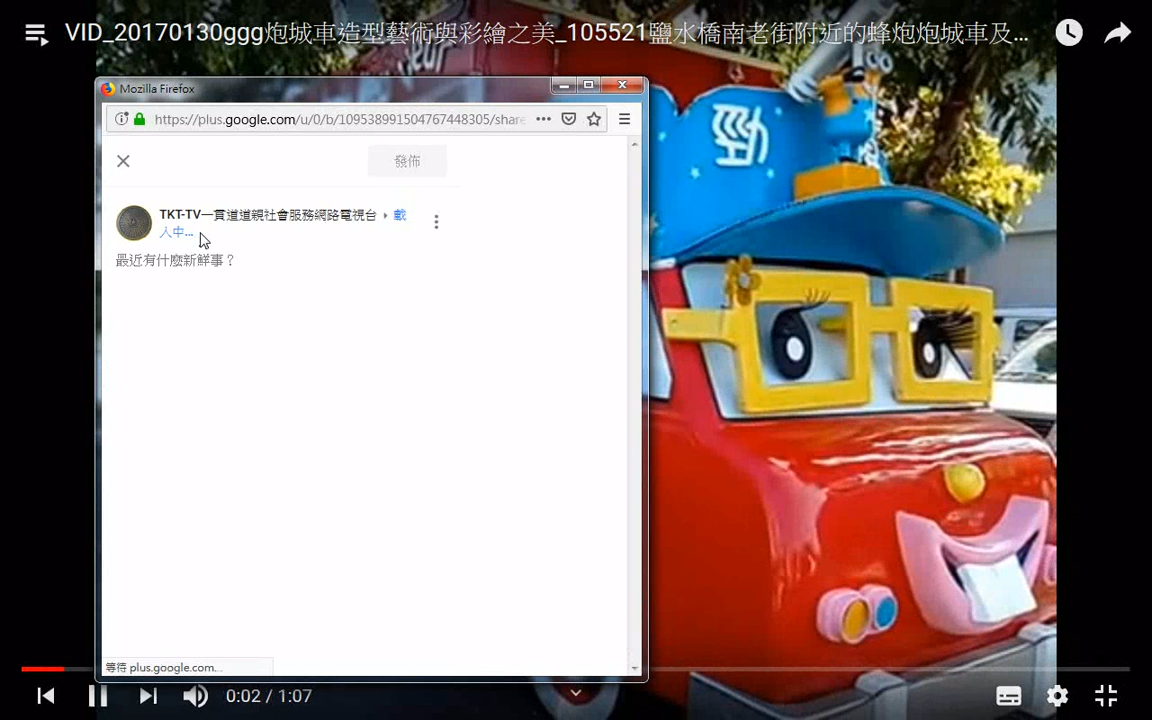 VID_20170130ggg炮城車造型藝術與彩繪之美_105521鹽水橋南老街附近的蜂炮炮城車及...
Mozilla Firefox
https://plus.google.com/u/0/b/109538991504767448305/share
發佈
TKT-TV一貫道道親社會服務網路電視台 ▸ 載
入中...
最近有什麼新鮮事？
勁
等待 plus.google.com...
0:02 / 1:07